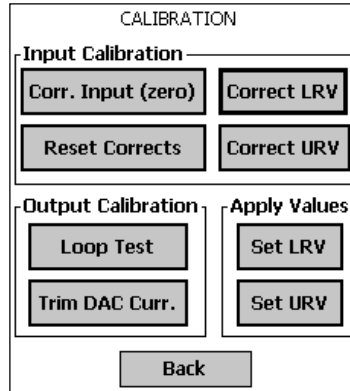 CALIBRATION
Input Calibration
Corr. Input (zero) Correct LRV
Reset Corrects Correct URV
Output Calibration Apply Values
Loop Test Set LRV
Trim DAC Curr. Set URV
Back